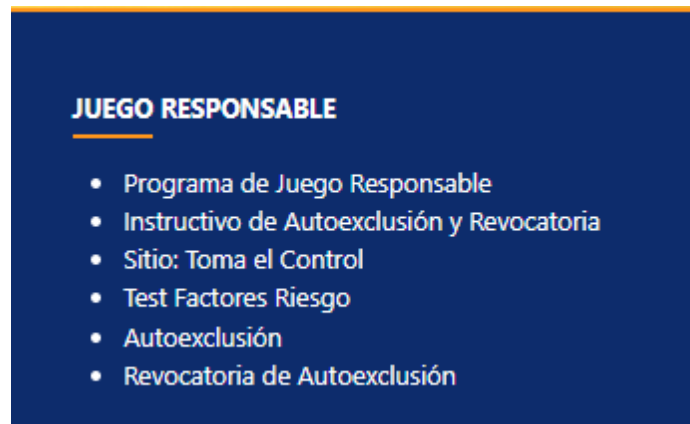 JUEGO RESPONSABLE
• Programa de Juego Responsable
• Instructivo de Autoexclusión y Revocatoria
• Sitio: Toma el Control
• Test Factores Riesgo
• Autoexclusión
• Revocatoria de Autoexclusión